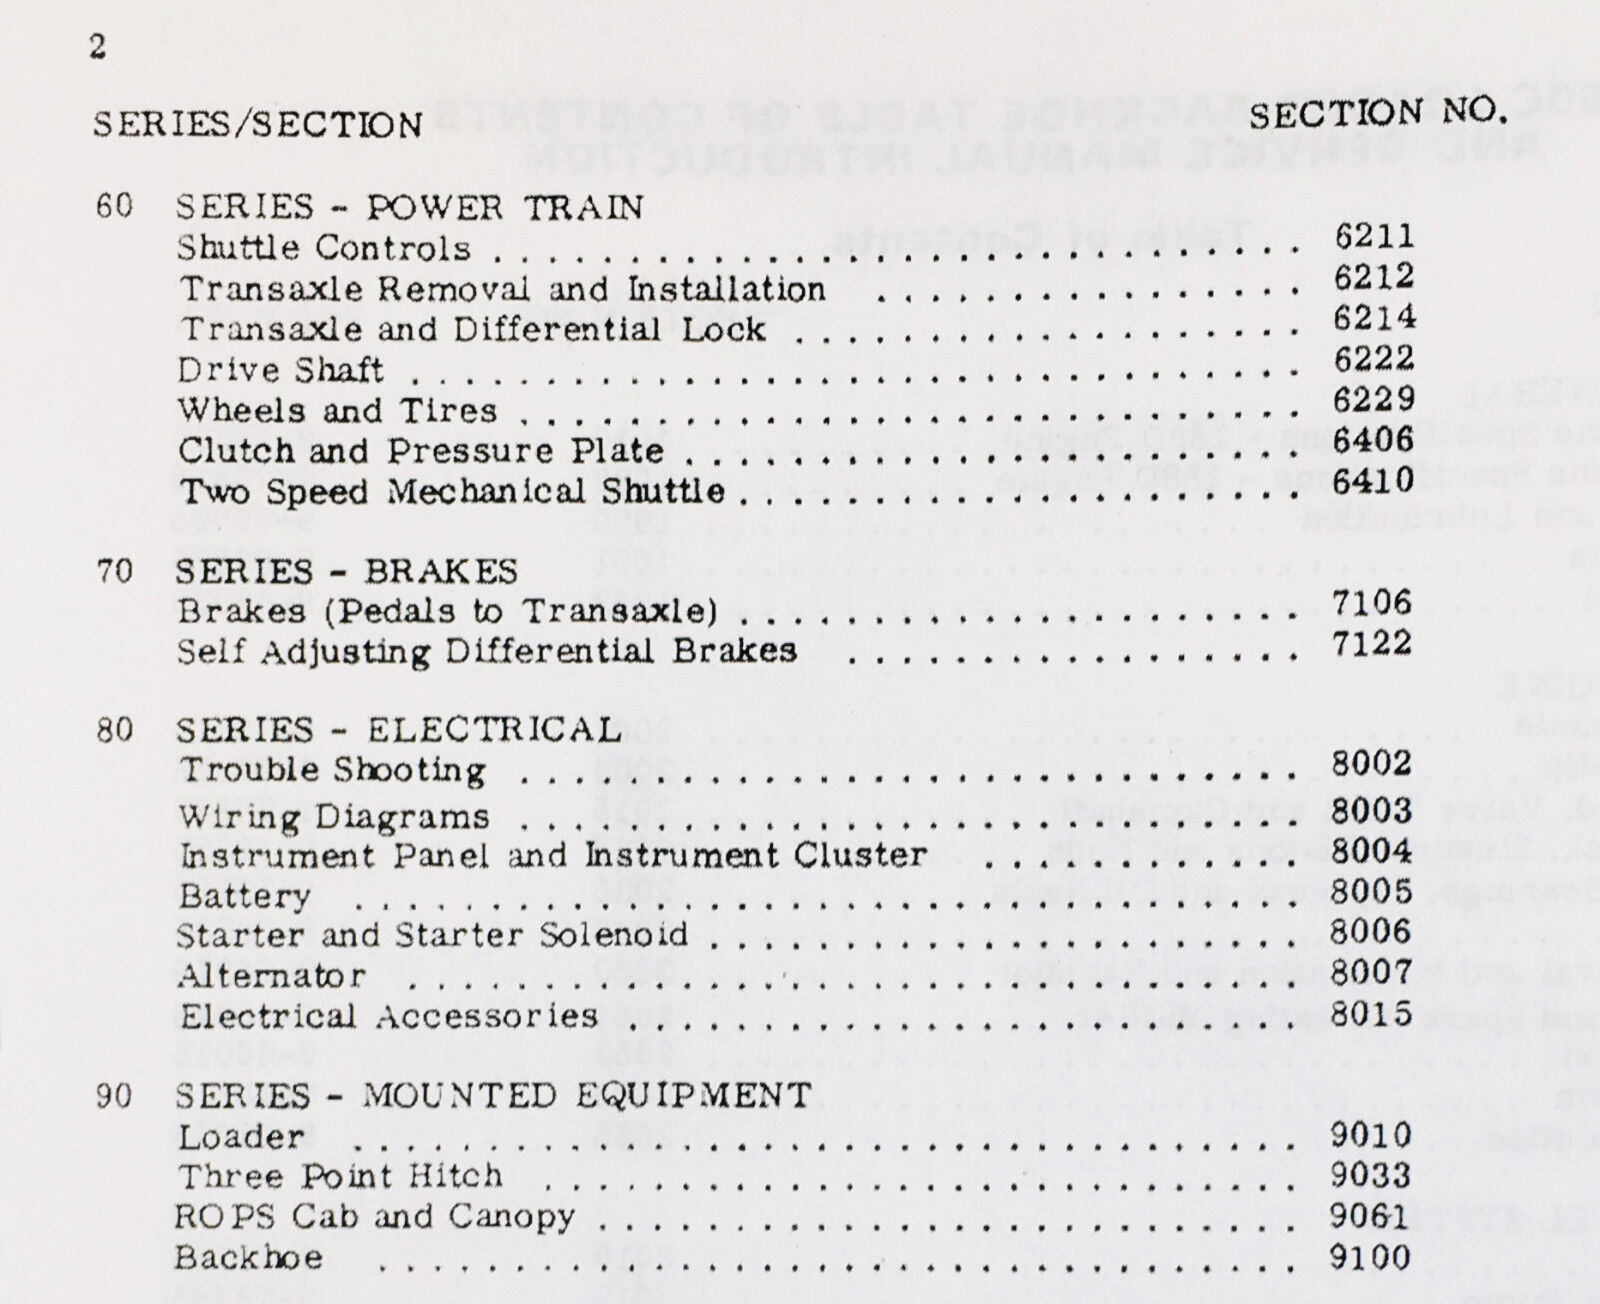 2
SERIES/SECTION SECTION NO.
60 SERIES - POWER TRAIN
Shuttle Controls . . . . . . . . . . . . . . . . . . . . . . . . . . . . . . 6211
Transaxle Removal and Installation . . . . . . . . . . . . . . . . 6212
Transaxle and Differential Lock . . . . . . . . . . . . . . . . . . . 6214
Drive Shaft . . . . . . . . . . . . . . . . . . . . . . . . . . . . . . . . . 6222
Wheels and Tires . . . . . . . . . . . . . . . . . . . . . . . . . . . . . 6229
Clutch and Pressure Plate . . . . . . . . . . . . . . . . . . . . . . . 6406
Two Speed Mechanical Shuttle . . . . . . . . . . . . . . . . . . . . . 6410
70 SERIES - BRAKES
Brakes (Pedals to Transaxle) . . . . . . . . . . . . . . . . . . . . . 7106
Self Adjusting Differential Brakes . . . . . . . . . . . . . . . . . 7122
80 SERIES - ELECTRICAL
Trouble Shooting . . . . . . . . . . . . . . . . . . . . . . . . . . . . . 8002
Wiring Diagrams . . . . . . . . . . . . . . . . . . . . . . . . . . . . . 8003
Instrument Panel and Instrument Cluster . . . . . . . . . . . . 8004
Battery . . . . . . . . . . . . . . . . . . . . . . . . . . . . . . . . . . . 8005
Starter and Starter Solenoid . . . . . . . . . . . . . . . . . . . . . . 8006
Alternator . . . . . . . . . . . . . . . . . . . . . . . . . . . . . . . . . 8007
Electrical Accessories . . . . . . . . . . . . . . . . . . . . . . . . . . 8015
90 SERIES - MOUNTED EQUIPMENT
Loader . . . . . . . . . . . . . . . . . . . . . . . . . . . . . . . . . . . 9010
Three Point Hitch . . . . . . . . . . . . . . . . . . . . . . . . . . . . 9033
ROPS Cab and Canopy . . . . . . . . . . . . . . . . . . . . . . . . . . 9061
Backhoe . . . . . . . . . . . . . . . . . . . . . . . . . . . . . . . . . . 9100